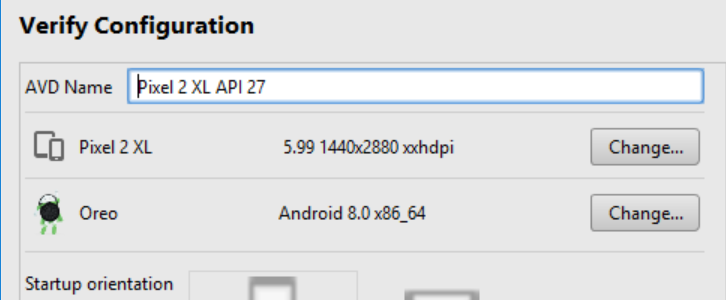 Verify Configuration
AVD Name Pixel 2 XL API 27
Pixel 2 XL 5.99 1440x2880 xxhdpi Change...
Oreo Android 8.0 x86_64 Change...
Startup orientation